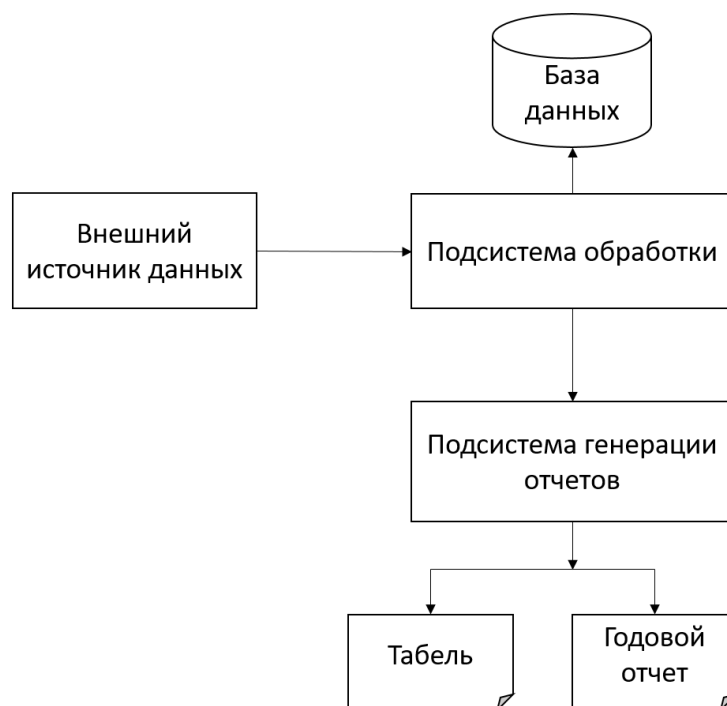 База
данных
Внешний
источник данных
Подсистема обработки
Подсистема генерации
отчетов
Табель
Годовой
отчет